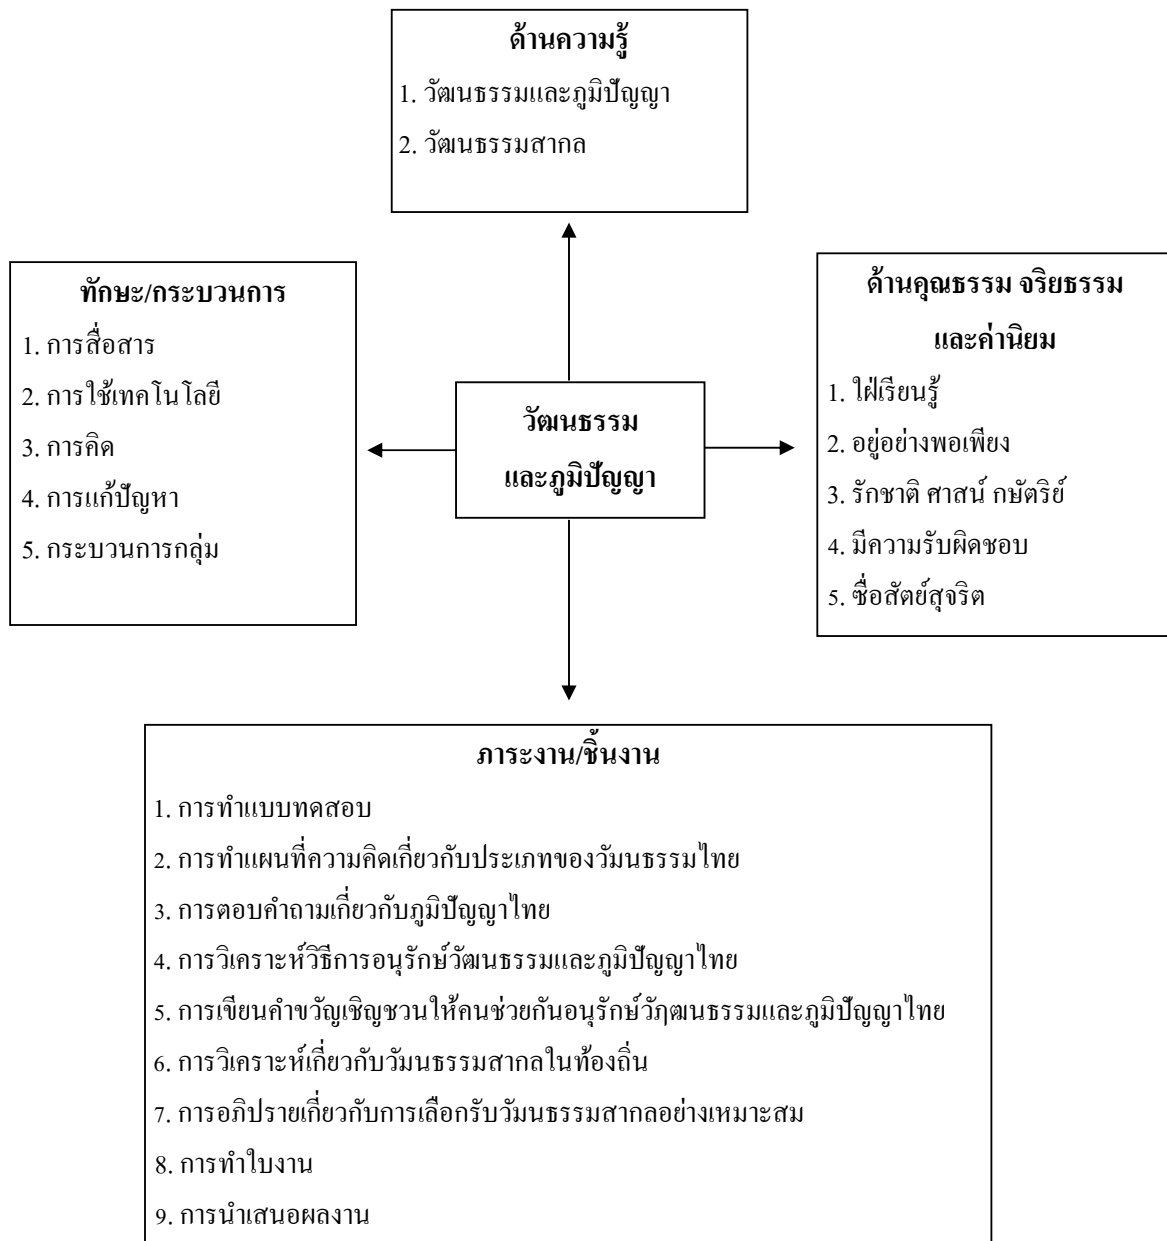 ด้านความรู้
1. วัฒนธรรมและภูมิปัญญา
2. วัฒนธรรมสากล
ทักษะ/กระบวนการ
1. การสื่อสาร
2. การใช้เทคโนโลยี
3. การคิด
4. การแก้ปัญหา
5. กระบวนการกลุ่ม
วัฒนธรรม
และภูมิปัญญา
ด้านคุณธรรม จริยธรรม
และค่านิยม
1. ใฝ่เรียนรู้
2. อยู่อย่างพอเพียง
3. รักชาติ ศาสน์ กษัตริย์
4. มีความรับผิดชอบ
5. ซื่อสัตย์สุจริต
ภาระงาน/ชิ้นงาน
1. การทำแบบทดสอบ
2. การทำแผนที่ความคิดเกี่ยวกับประเภทของวัมนธรรมไทย
3. การตอบคำถามเกี่ยวกับภูมิปัญญาไทย
4. การวิเคราะห์วิธีการอนุรักษ์วัฒนธรรมและภูมิปัญญาไทย
5. การเขียนคำขวัญเชิญชวนให้คนช่วยกันอนุรักษ์วัฦฒนธรรมและภูมิปัญญาไทย
6. การวิเคราะห์เกี่ยวกับวัมนธรรมสากลในท้องถิ่น
7. การอภิปรายเกี่ยวกับการเลือกรับวัมนธรรมสากลอย่างเหมาะสม
8. การทำใบงาน
9. การนำเสนอผลงาน